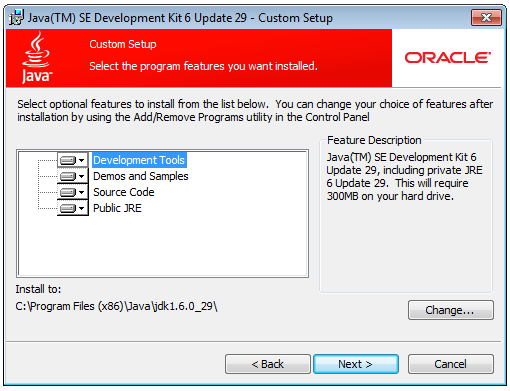 Java(TM) SE Development Kit 6 Update 29 - Custom Setup
Custom Setup
Select the program features you want installed.
Java
ORACLE
Select optional features to install from the list below. You can change your choice of features after
installation by using the Add/Remove Programs utility in the Control Panel
Development Tools
Demos and Samples
Source Code
Public JRE
Feature Description
Java(TM) SE Development Kit 6
Update 29, including private JRE
6 Update 29. This will require
300MB on your hard drive.
Install to:
C:\Program Files (x86)\Java\jdk1.6.0_29\
Change...
< Back
Next >
Cancel